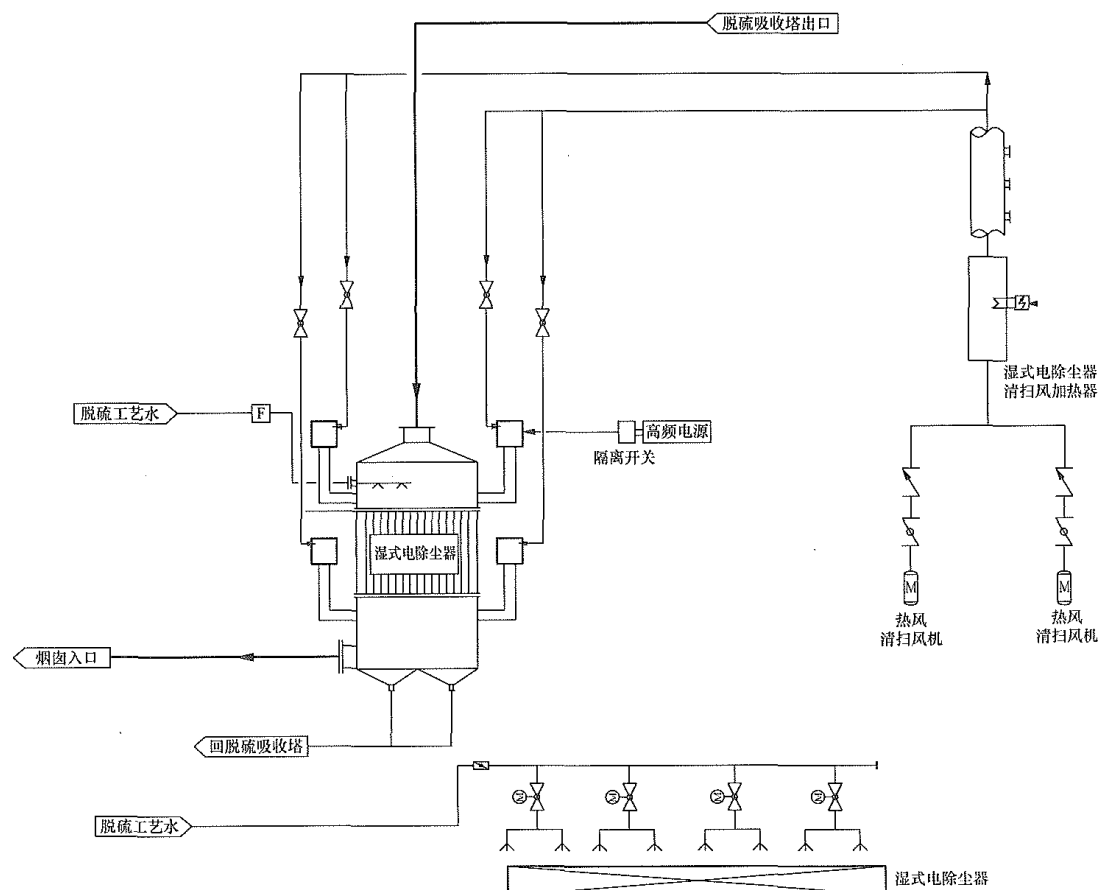 脱硫吸收塔出口
湿式电除尘器
清扫风加热器
脱硫工艺水
F
高频电源
隔离开关
湿式电除尘器
M
M
热风
清扫风机
热风
清扫风机
烟囱入口
回脱硫吸收塔
M
M
M
M
脱硫工艺水
湿式电除尘器